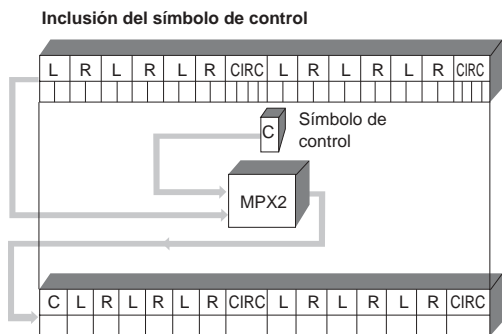 Inclusión del símbolo de control
L R L R L R CIRC L R L R L R CIRC
C
Símbolo de
control
MPX2
C L R L R L R CIRC L R L R L R CIRC